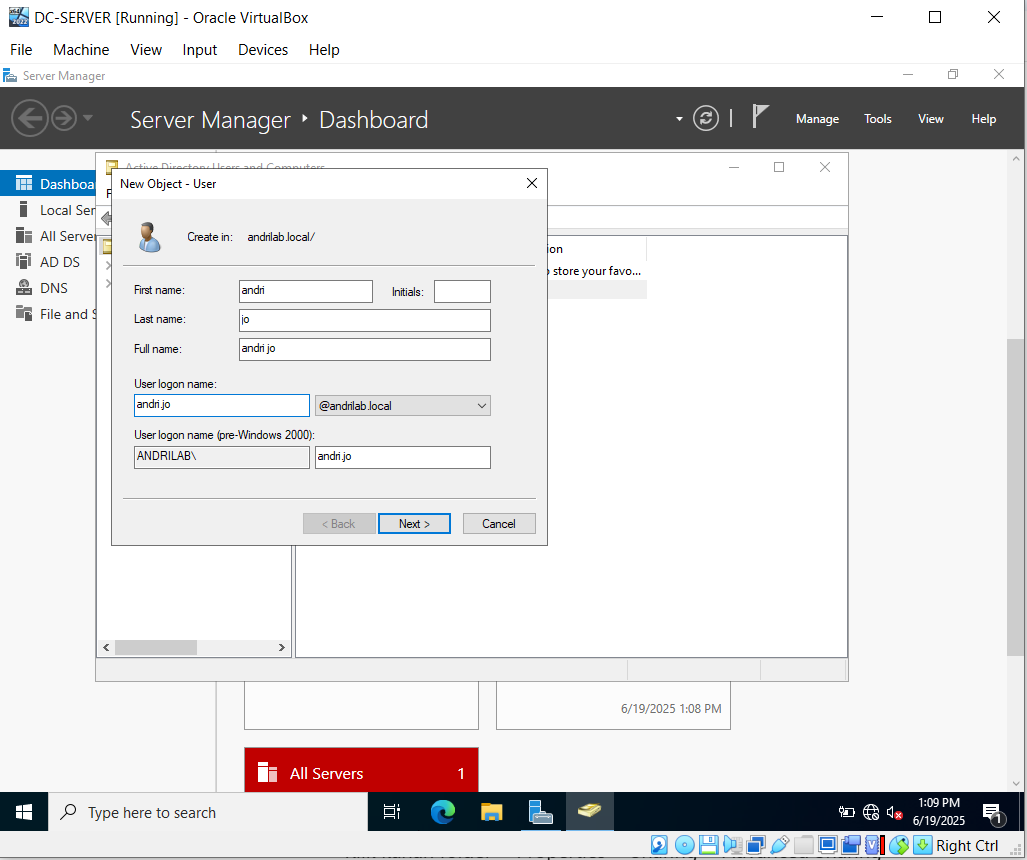 DC-SERVER [Running] - Oracle VirtualBox
File Machine View Input Devices Help
Server Manager
Server Manager Dashboard
Manage Tools View Help
Active Directory Users and Computers
Dashboa
Local Ser
All Server
AD DS
DNS
File and S
New Object - User
Create in: andrilab.local/
First name: andri Initials:
Last name: jo
Full name: andri jo
User logon name:
andri.jo @andrilab.local
User logon name (pre-Windows 2000):
ANDRILAB\ andri.jo
< Back Next > Cancel
ion
o store your favo...
6/19/2025 1:08 PM
All Servers 1
Type here to search
1:09 PM
6/19/2025
1
Right Ctrl